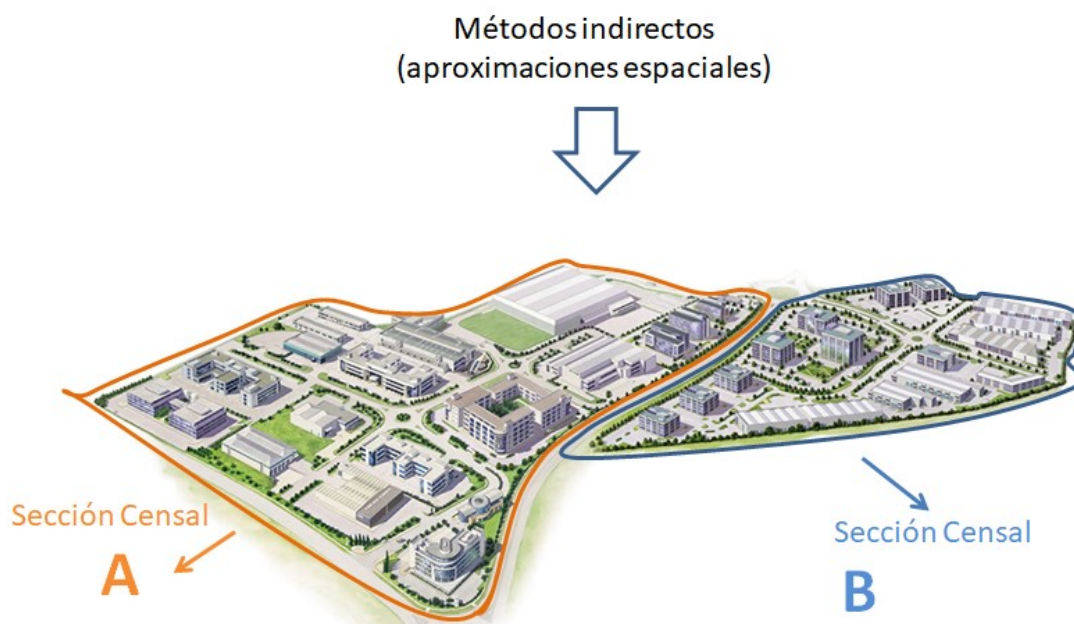 Métodos indirectos
(aproximaciones espaciales)
Sección Censal
A
Sección Censal
B